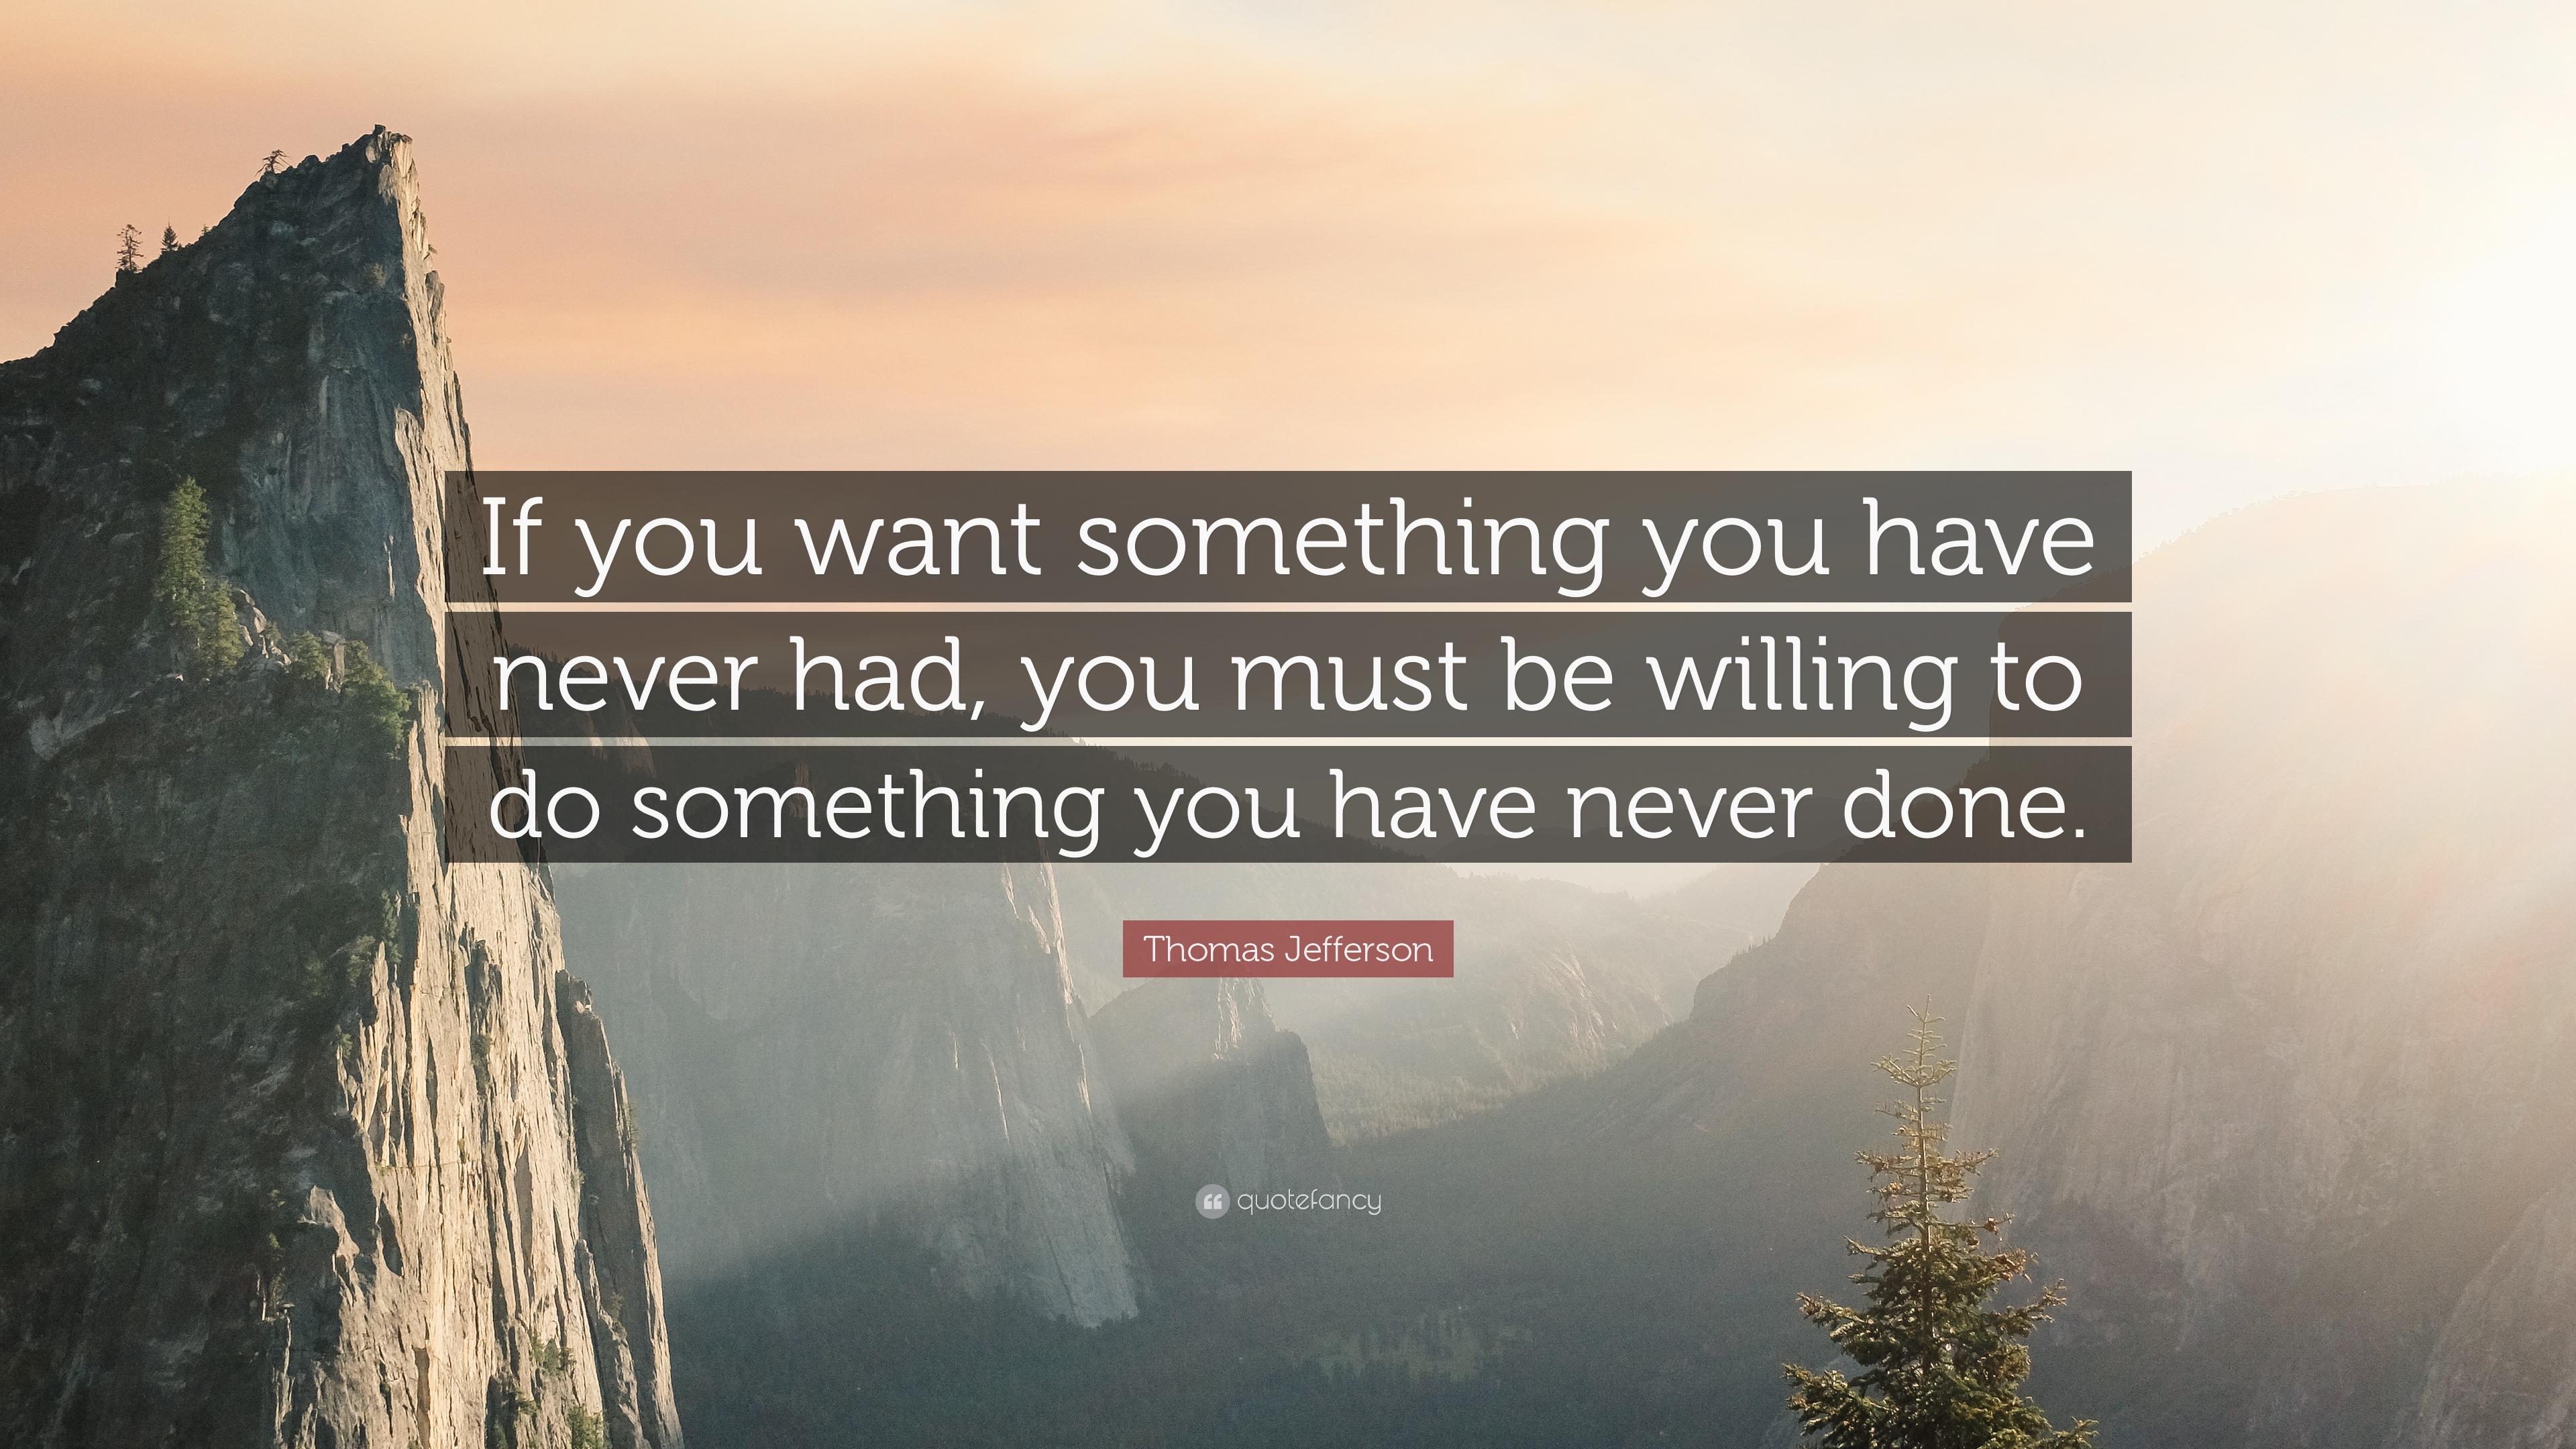 If you want something you have
never had, you must be willing to
do something you have never done.
Thomas Jefferson
quotefancy